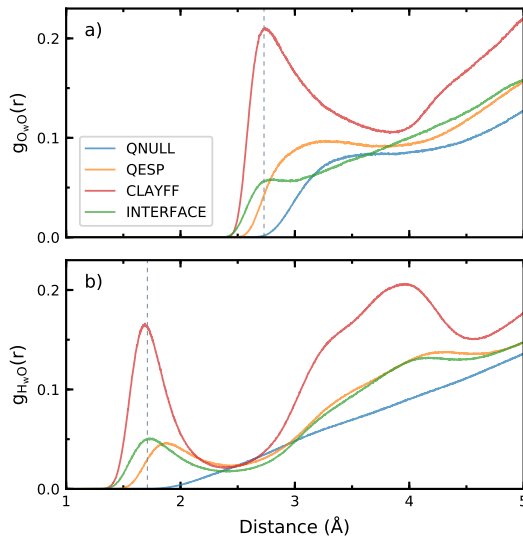 a)
0.2
0.1
0.0
g_{O_wO}(r)
QNULL
QESP
CLAYFF
INTERFACE
b)
0.2
0.1
0.0
g_{H_wO}(r)
1 2 3 4 5
Distance (Å)